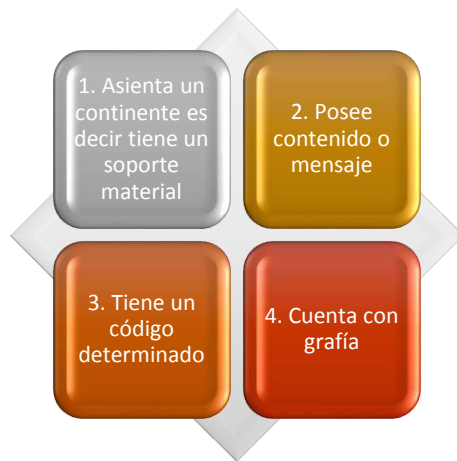 1. Asienta un
continente es
decir tiene un
soporte
material
2. Posee
contenido o
mensaje
3. Tiene un
código
determinado
4. Cuenta con
grafía